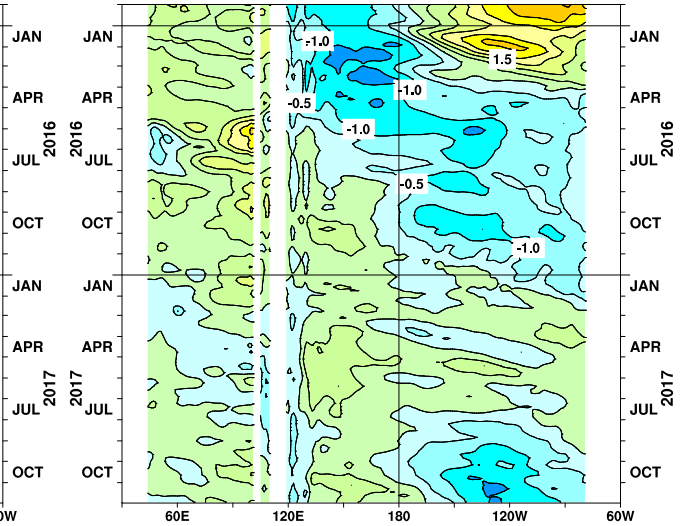 JAN JAN JAN
-1.0
1.5
APR APR -0.5 -1.0 APR
-1.0
2016 2016 2016
JUL JUL JUL
-0.5
OCT OCT OCT
-1.0
JAN JAN JAN
APR APR APR
2017 2017 2017
JUL JUL JUL
OCT OCT OCT
0W 60E 120E 180 120W 60W